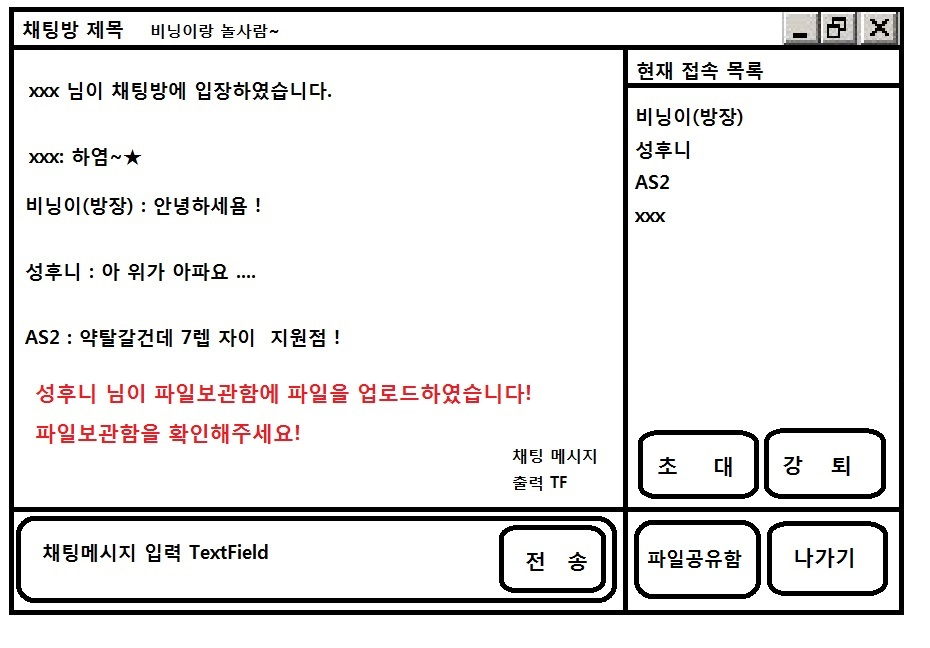 채팅방 제목 비닝이랑 놀사람~
현재 접속 목록
xxx 님이 채팅방에 입장하였습니다.
xxx: 하염~★
비닝이(방장) : 안녕하세욤 !
성후니 : 아 위가 아파요 ....
AS2 : 약탈갈건데 7렙 자이 지원점 !
성후니 님이 파일보관함에 파일을 업로드하였습니다!
파일보관함을 확인해주세요!
채팅 메시지
출력 TF
비닝이(방장)
성후니
AS2
xxx
초 대
강 퇴
채팅메시지 입력 TextField
전 송
파일공유함
나가기